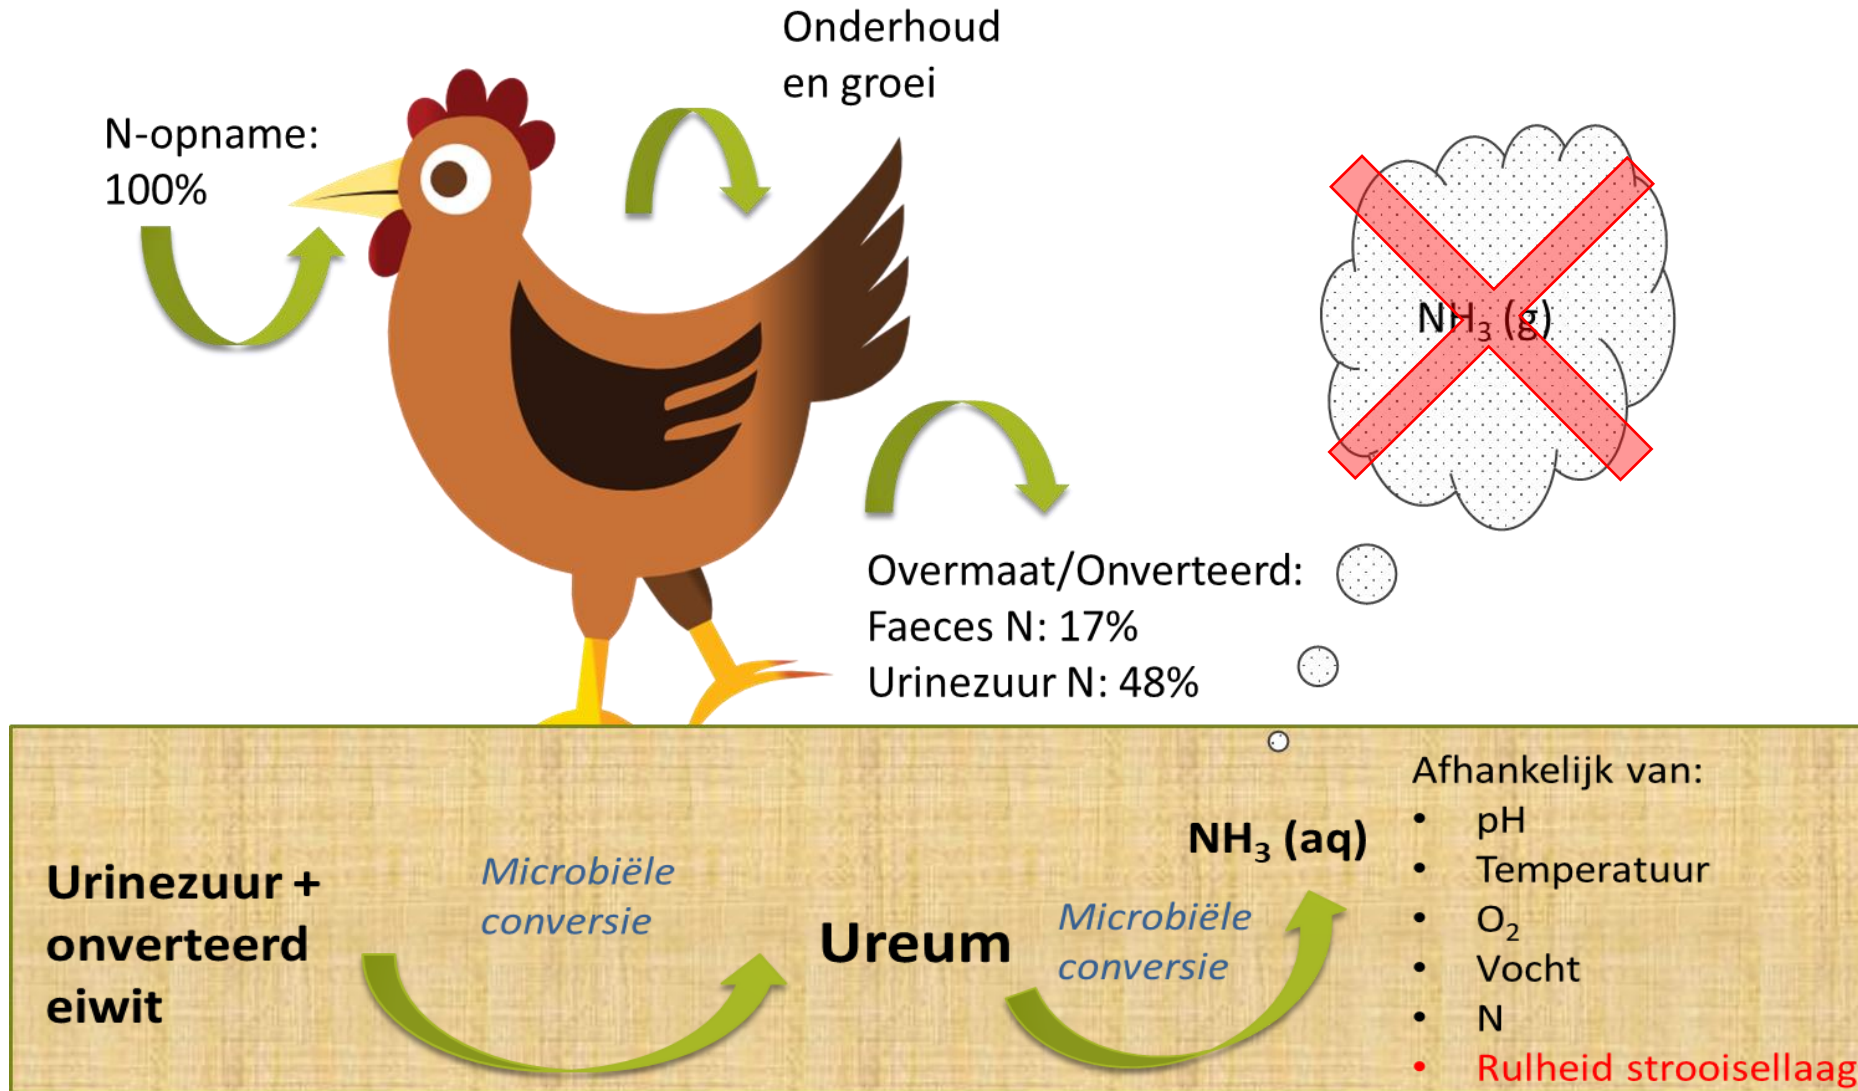 Onderhoud
en groei
N-opname:
100%
NH₃ (g)
Overmaat/Onverteerd:
Faeces N: 17%
Urinezuur N: 48%
Urinezuur +
onverteerd
eiwit
Microbiële
conversie
Ureum
Microbiële
conversie
NH₃ (aq)
Afhankelijk van:
• pH
• Temperatuur
• O₂
• Vocht
• N
• Rulheid strooisellaag